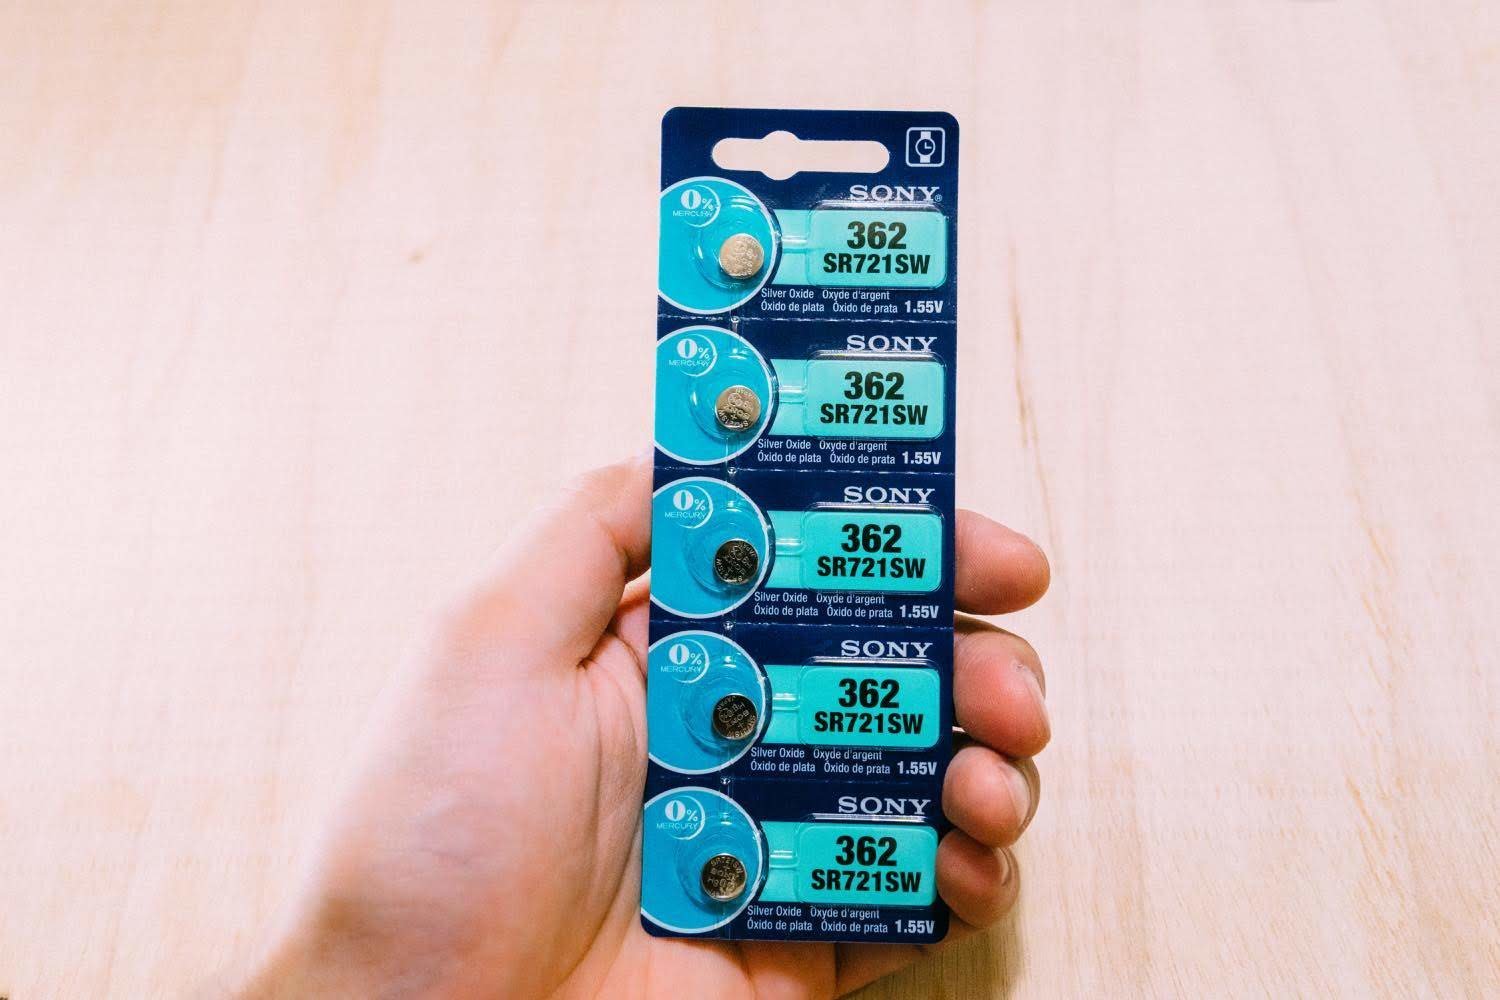 SONY®
0%
MERCURY
362
SR721SW
Silver Oxide Oxyde d'argent
Óxido de plata Óxido de prata 1.55V
SONY
0%
MERCURY
362
SR721SW
Silver Oxide Oxyde d'argent
Óxido de plata Óxido de prata 1.55V
SONY
0%
MERCURY
362
SR721SW
Silver Oxide Oxyde d'argent
Óxido de plata Óxido de prata 1.55V
SONY
0%
MERCURY
362
SR721SW
Silver Oxide Oxyde d'argent
Óxido de plata Óxido de prata 1.55V
SONY
0%
MERCURY
362
SR721SW
SR721SW
SONY
Silver Oxide Oxyde d'argent
Óxido de plata Óxido de prata 1.55V